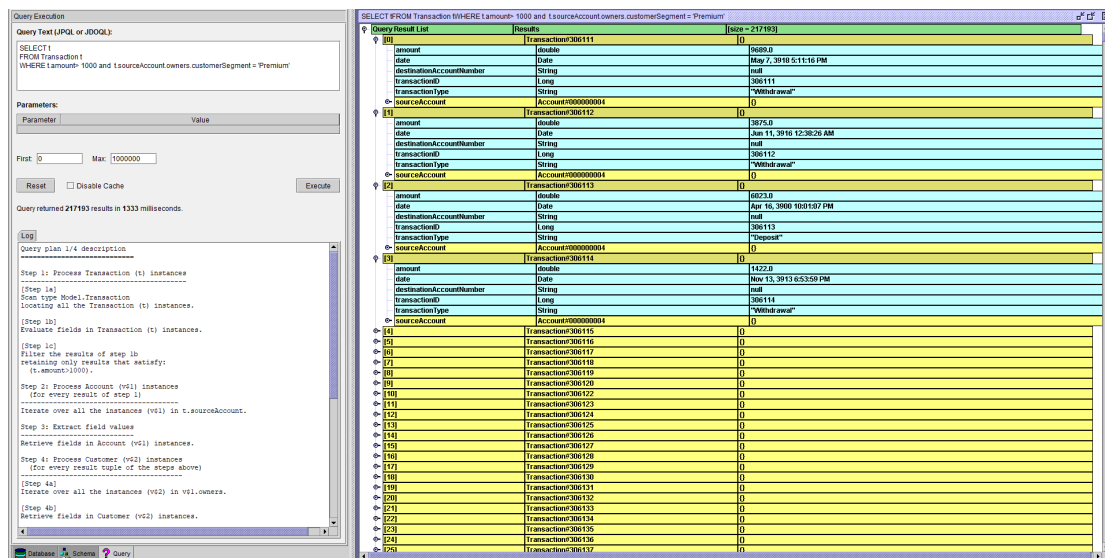 Query Execution
Query Text (JPQL or JDOQL):
SELECT t
FROM Transaction t
WHERE t.amount> 1000 and t.sourceAccount.owners.customerSegment = 'Premium'
Parameters:
Parameter Value
First: 0 Max: 1000000
Reset Disable Cache Execute
Query returned 217193 results in 1333 milliseconds.
Log
Query plan 1/4 description
============================
Step 1: Process Transaction (t) instances
-----------------------------------------
[Step 1a]
Scan type Model.Transaction
locating all the Transaction (t) instances.
[Step 1b]
Evaluate fields in Transaction (t) instances.
[Step 1c]
Filter the results of step 1b
retaining only results that satisfy:
(t.amount>1000).
Step 2: Process Account (v$1) instances
(for every result of step 1)
---------------------------------------
Iterate over all the instances (v$1) in t.sourceAccount.
Step 3: Extract field values
----------------------------
Retrieve fields in Account (v$1) instances.
Step 4: Process Customer (v$2) instances
(for every result tuple of the steps above)
----------------------------------------
[Step 4a]
Iterate over all the instances (v$2) in v$1.owners.
[Step 4b]
Retrieve fields in Customer (v$2) instances.
Database Schema Query
SELECT tFROM Transaction tWHERE t.amount> 1000 and t.sourceAccount.owners.customerSegment = 'Premium'
Query Result List Results [size = 217193]
[0] Transaction#306111 {}
amount double 9689.0
date Date May 7, 3918 5:11:16 PM
destinationAccountNumber String null
transactionID Long 306111
transactionType String "Withdrawal"
sourceAccount Account#000000004 {}
[1] Transaction#306112 {}
amount double 3875.0
date Date Jun 11, 3916 12:38:26 AM
destinationAccountNumber String null
transactionID Long 306112
transactionType String "Withdrawal"
sourceAccount Account#000000004 {}
[2] Transaction#306113 {}
amount double 6023.0
date Date Apr 16, 3900 10:01:07 PM
destinationAccountNumber String null
transactionID Long 306113
transactionType String "Deposit"
sourceAccount Account#000000004 {}
[3] Transaction#306114 {}
amount double 1422.0
date Date Nov 13, 3913 6:53:59 PM
destinationAccountNumber String null
transactionID Long 306114
transactionType String "Withdrawal"
sourceAccount Account#000000004 {}
[4] Transaction#306115 {}
[5] Transaction#306116 {}
[6] Transaction#306117 {}
[7] Transaction#306118 {}
[8] Transaction#306119 {}
[9] Transaction#306120 {}
[10] Transaction#306122 {}
[11] Transaction#306123 {}
[12] Transaction#306124 {}
[13] Transaction#306125 {}
[14] Transaction#306126 {}
[15] Transaction#306127 {}
[16] Transaction#306128 {}
[17] Transaction#306129 {}
[18] Transaction#306130 {}
[19] Transaction#306131 {}
[20] Transaction#306132 {}
[21] Transaction#306133 {}
[22] Transaction#306134 {}
[23] Transaction#306135 {}
[24] Transaction#306136 {}
[25] Transaction#306137 {}